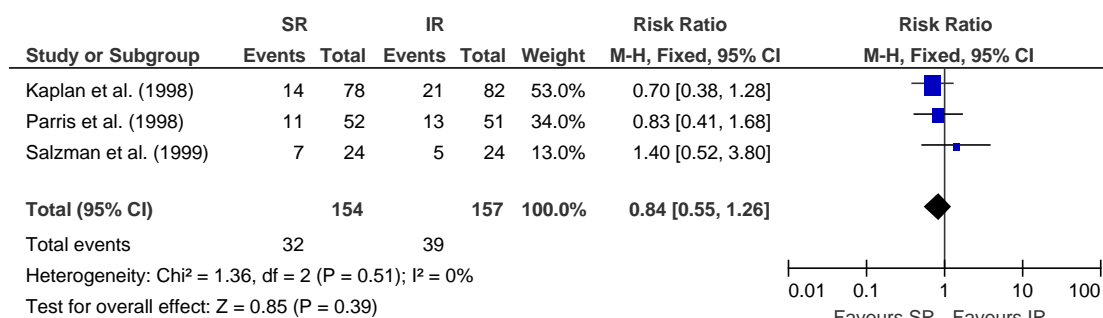 SR IR Risk Ratio Risk Ratio
Study or Subgroup Events Total Events Total Weight M-H, Fixed, 95% CI M-H, Fixed, 95% CI
Kaplan et al. (1998) 14 78 21 82 53.0% 0.70 [0.38, 1.28]
Parris et al. (1998) 11 52 13 51 34.0% 0.83 [0.41, 1.68]
Salzman et al. (1999) 7 24 5 24 13.0% 1.40 [0.52, 3.80]
Total (95% CI) 154 157 100.0% 0.84 [0.55, 1.26]
Total events 32 39
Heterogeneity: Chi² = 1.36, df = 2 (P = 0.51); I² = 0%
Test for overall effect: Z = 0.85 (P = 0.39)
0.01 0.1 1 10 100
Favours SR Favours IR